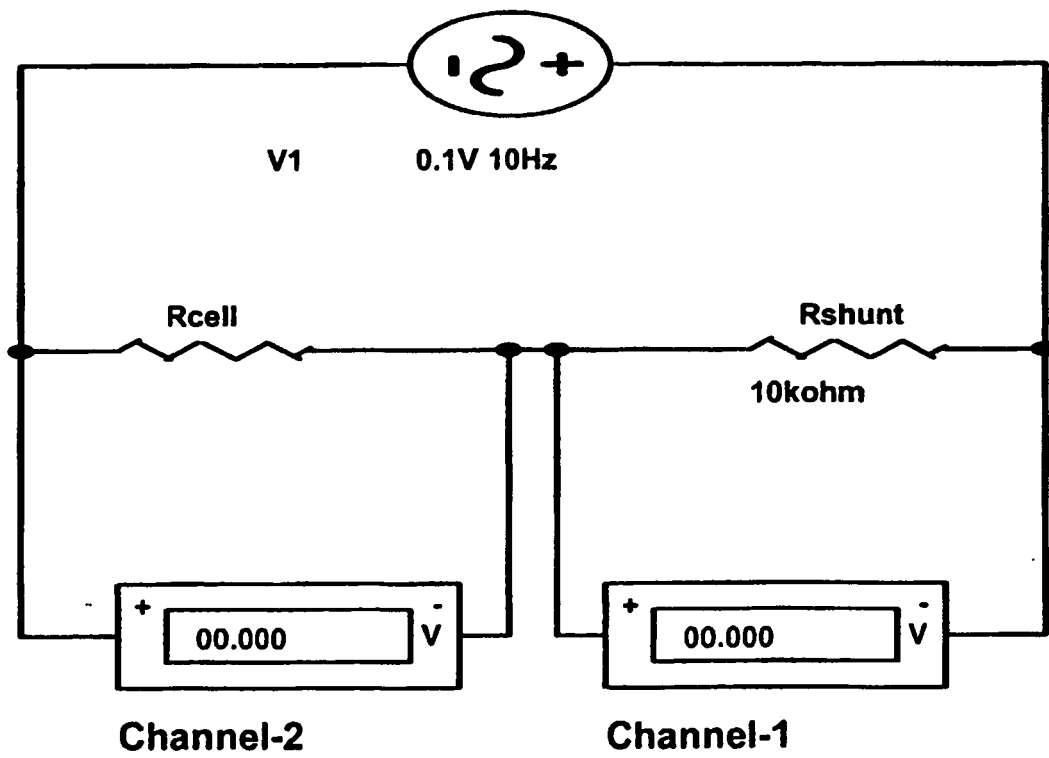 - +
V1 0.1V 10Hz
Rcell
Rshunt
10kohm
+ -
00.000 V
+ -
00.000 V
Channel-2
Channel-1